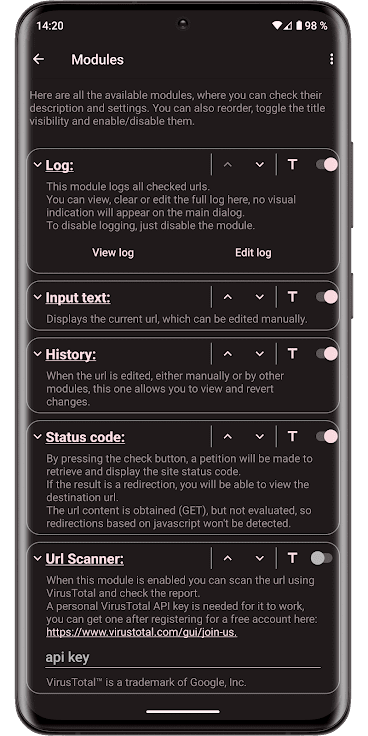 14:20
98 %
Modules
Here are all the available modules, where you can check their
description and settings. You can also reorder, toggle the title
visibility and enable/disable them.
Log:
T
This module logs all checked urls.
You can view, clear or edit the full log here, no visual
indication will appear on the main dialog.
To disable logging, just disable the module.
View log
Edit log
Input text:
T
Displays the current url, which can be edited manually.
History:
T
When the url is edited, either manually or by other
modules, this one allows you to view and revert
changes.
Status code:
T
By pressing the check button, a petition will be made to
retrieve and display the site status code.
If the result is a redirection, you will be able to view the
destination url.
The url content is obtained (GET), but not evaluated, so
redirections based on javascript won't be detected.
Url Scanner:
T
When this module is enabled you can scan the url using
VirusTotal and check the report.
A personal VirusTotal API key is needed for it to work,
you can get one after registering for a free account here:
https://www.virustotal.com/gui/join-us.
api key
VirusTotal™ is a trademark of Google, Inc.